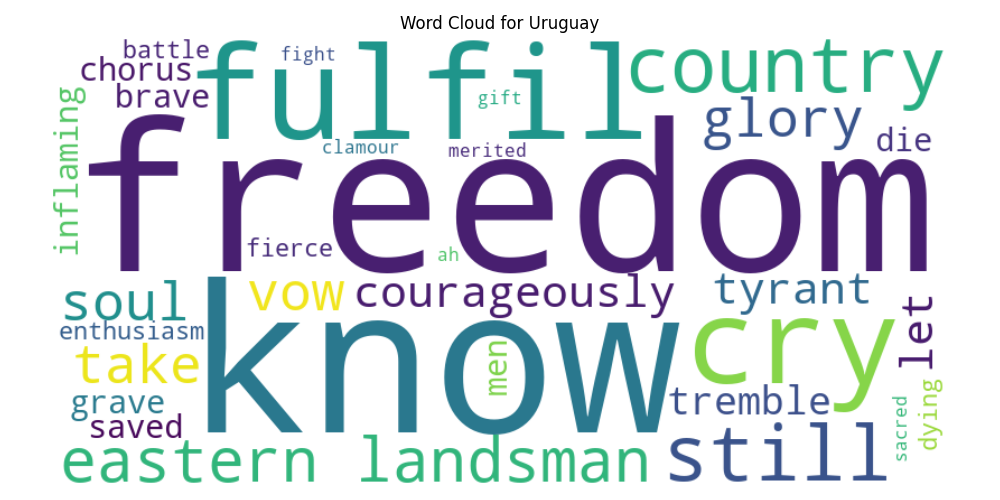 Word Cloud for Uruguay
battle
fight
fulfil
country
chorus
brave
gift
glory
inflaming
clamour
merited
die
freedom
fierce
ah
soul
vow
courageously
tyrant
enthusiasm
know
cry
let
take
men
grave
tremble
saved
sacred
dying
eastern landsman
still